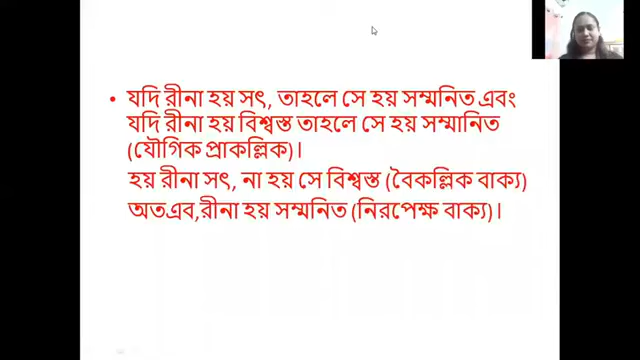 • যদি রীনা হয় সৎ, তাহলে সে হয় সম্মনিত এবং
যদি রীনা হয় বিশ্বস্ত তাহলে সে হয় সম্মানিত
(যৌগিক প্রাকল্পিক)।
হয় রীনা সৎ, না হয় সে বিশ্বস্ত (বৈকল্পিক বাক্য)
অতএব,রীনা হয় সম্মনিত (নিরপেক্ষ বাক্য)।